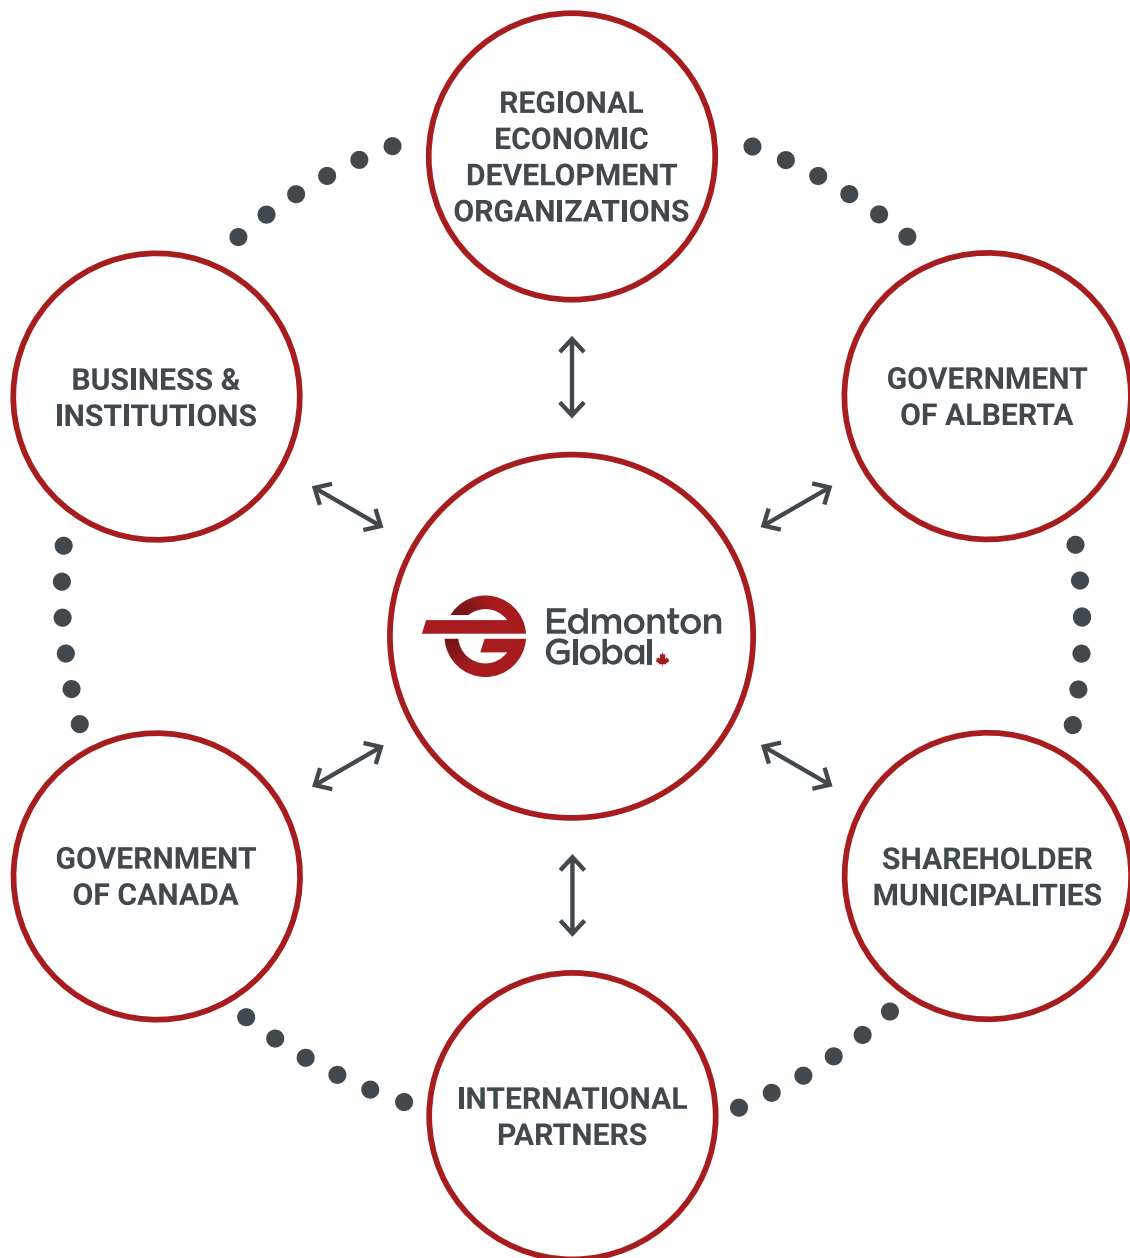 REGIONAL
ECONOMIC
DEVELOPMENT
ORGANIZATIONS
BUSINESS &
INSTITUTIONS
GOVERNMENT
OF ALBERTA
Edmonton
Global
GOVERNMENT
OF CANADA
SHAREHOLDER
MUNICIPALITIES
INTERNATIONAL
PARTNERS